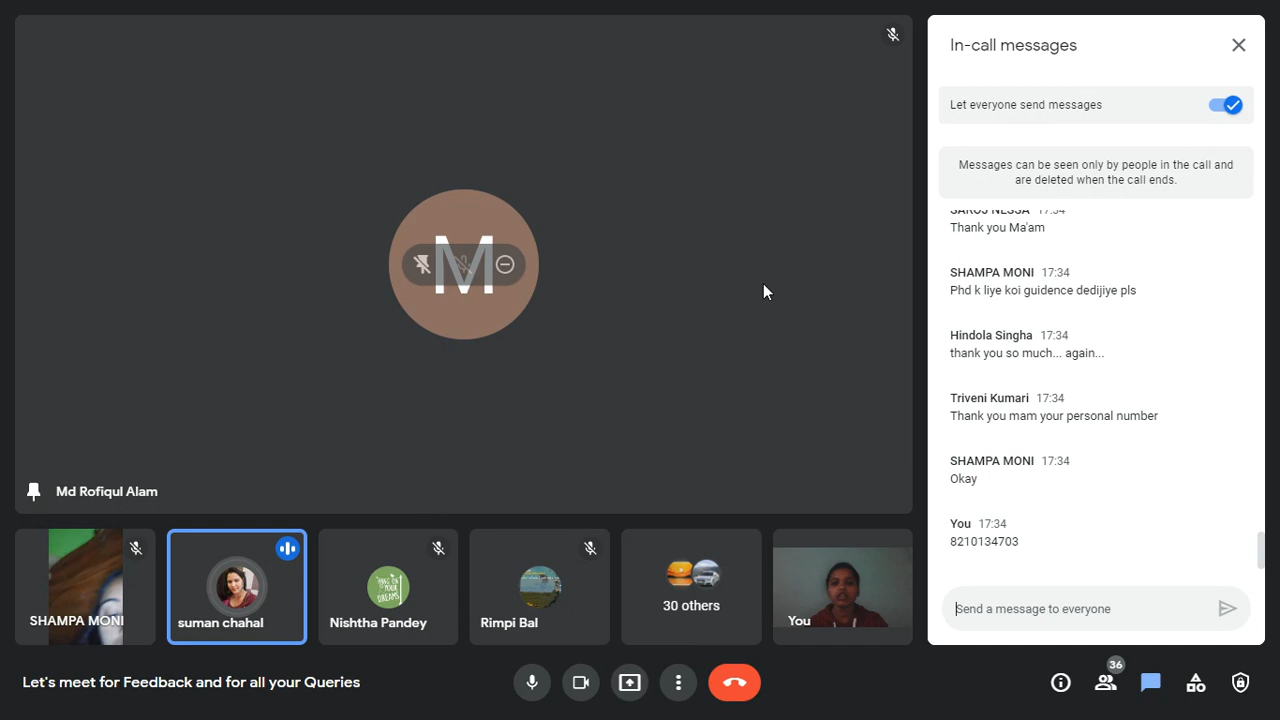 In-call messages
Let everyone send messages
Messages can be seen only by people in the call and
are deleted when the call ends.
SAROJ NESSA 17:34
Thank you Ma'am
SHAMPA MONI 17:34
Phd k liye koi guidence dedijiye pls
Hindola Singha 17:34
thank you so much... again...
Triveni Kumari 17:34
Thank you mam your personal number
SHAMPA MONI 17:34
Okay
You 17:34
8210134703
Send a message to everyone
M
Md Rofiqul Alam
SHAMPA MONI
suman chahal
Nishtha Pandey
Rimpi Bal
30 others
You
Let's meet for Feedback and for all your Queries
36